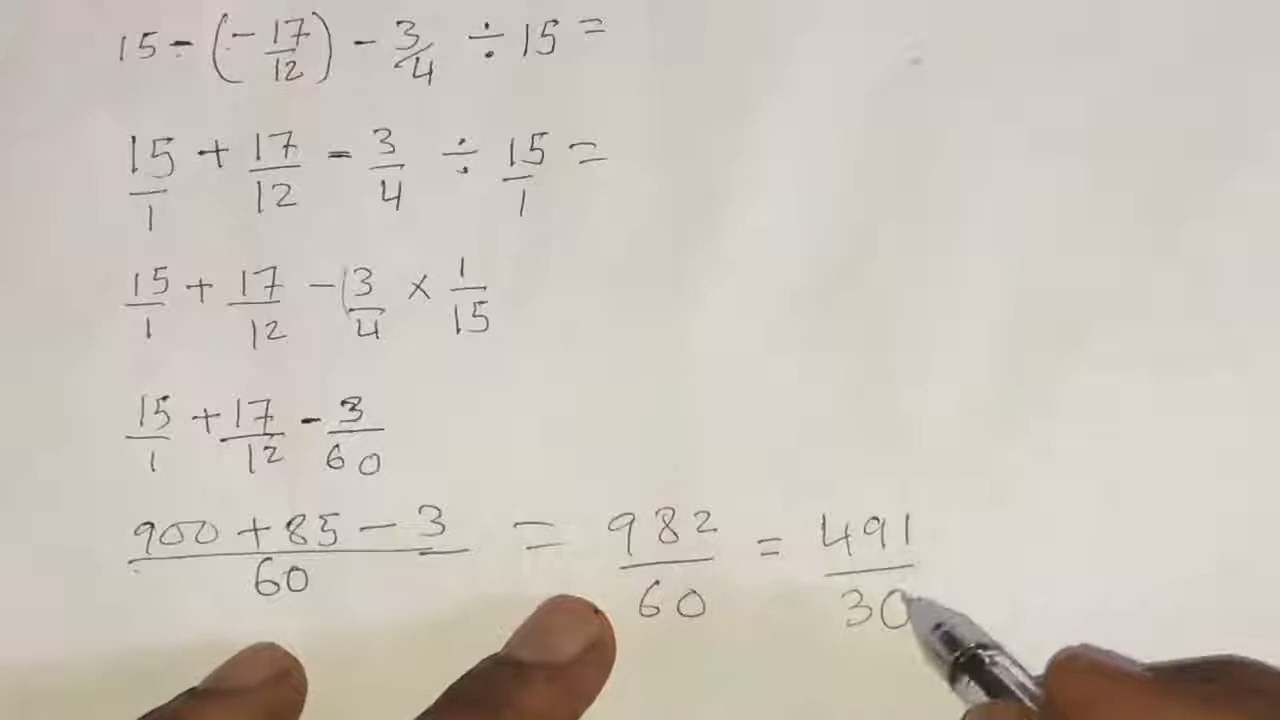 15 - (-17/12) - 3/4 ÷ 15 =
15/1 + 17/12 - 3/4 ÷ 15/1 =
15/1 + 17/12 - 3/4 × 1/15
15/1 + 17/12 - 3/60
900 + 85 - 3/60 = 982/60 = 491/30